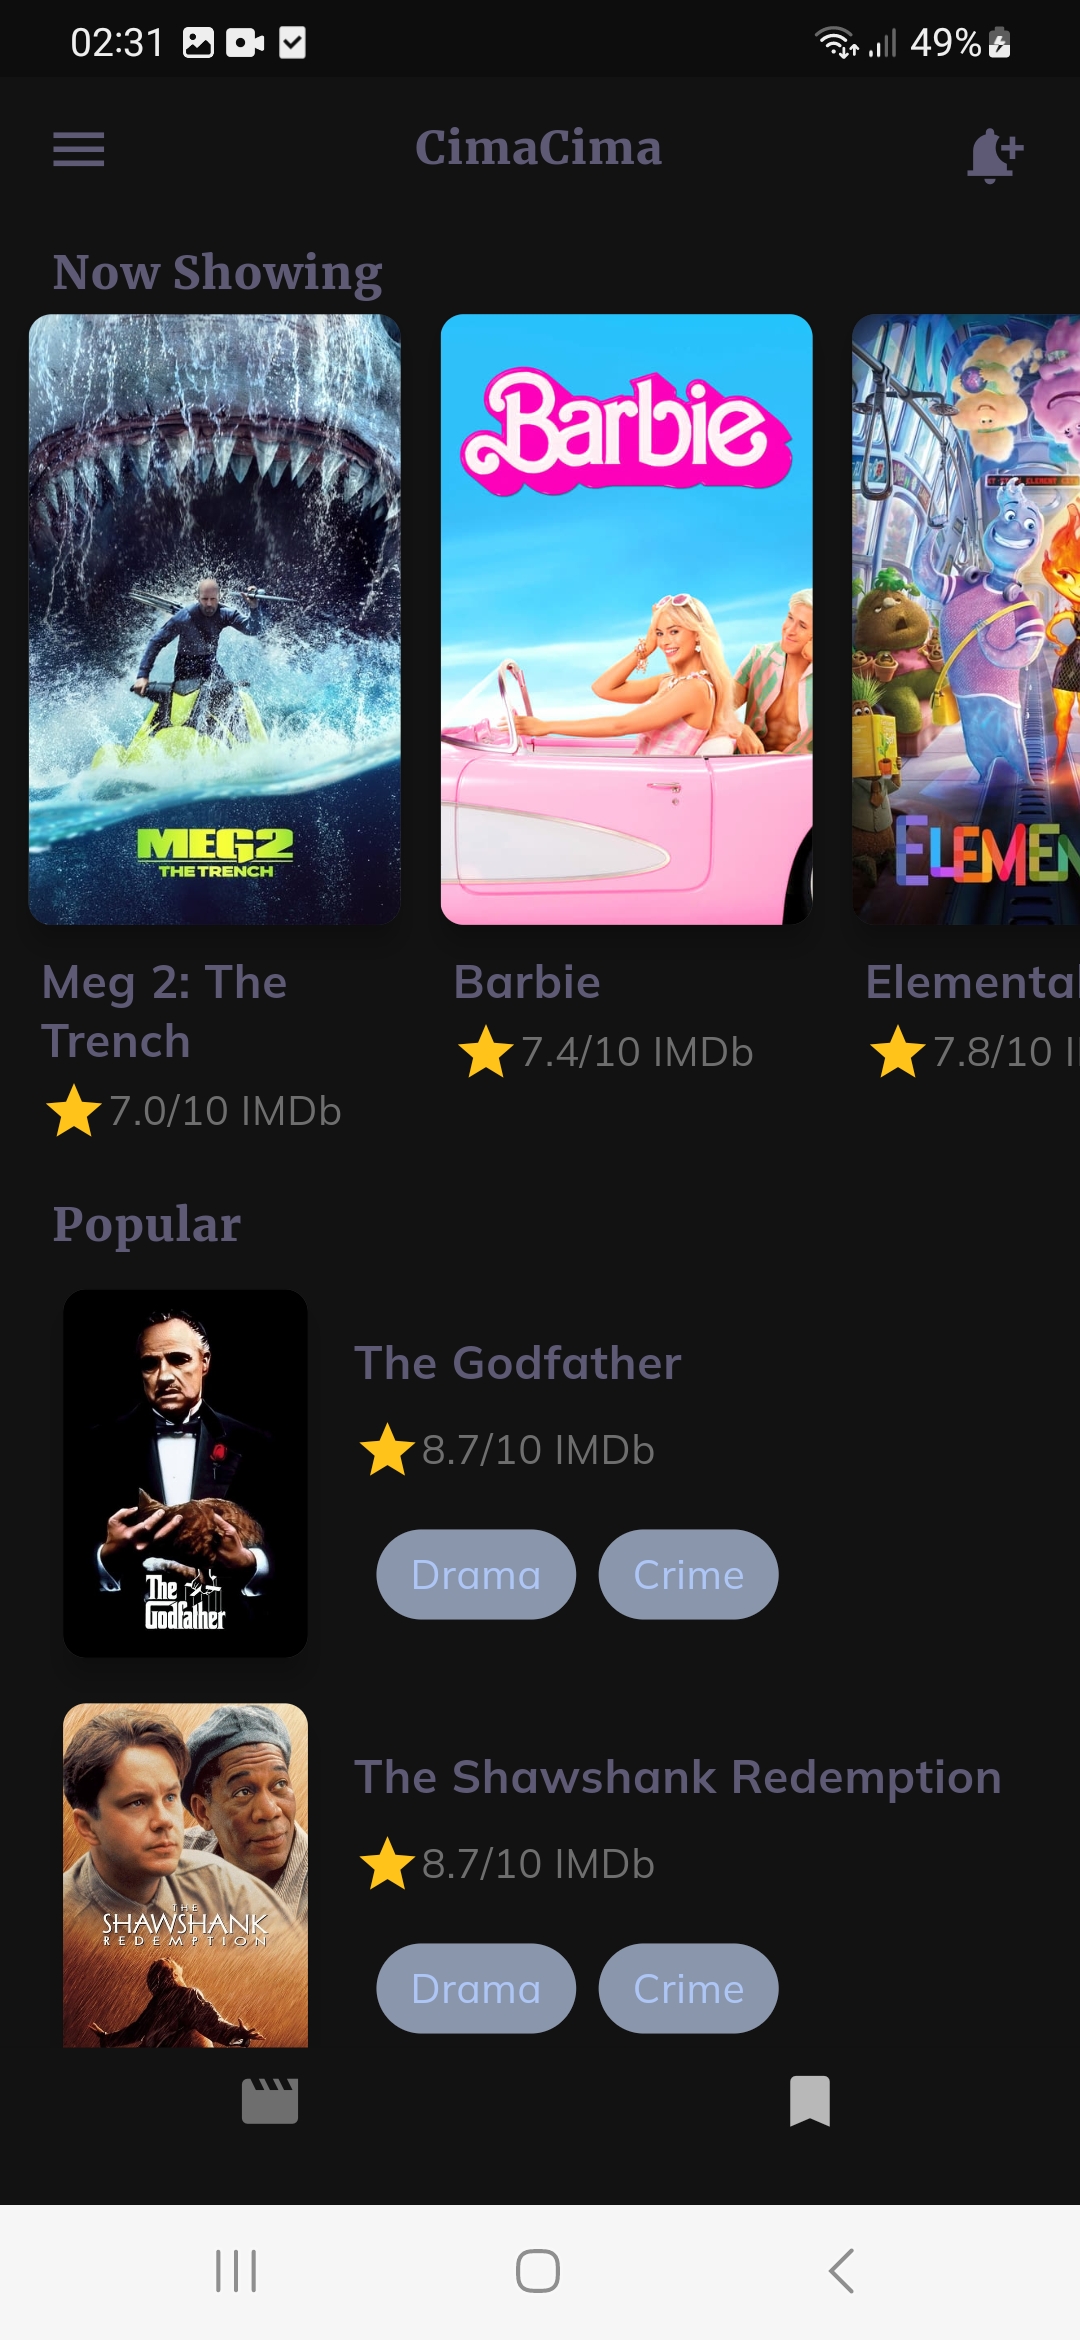 02:31
49%
CimaCima
Now Showing
Barbie
MEG2
THE TRENCH
ELEMEN
Meg 2: The
Trench
7.0/10 IMDb
Barbie
7.4/10 IMDb
Elemental
7.8/10 I
Popular
The
Godfather
The Godfather
8.7/10 IMDb
Drama
Crime
THE
SHAWSHANK
REDEMPTION
The Shawshank Redemption
8.7/10 IMDb
Drama
Crime